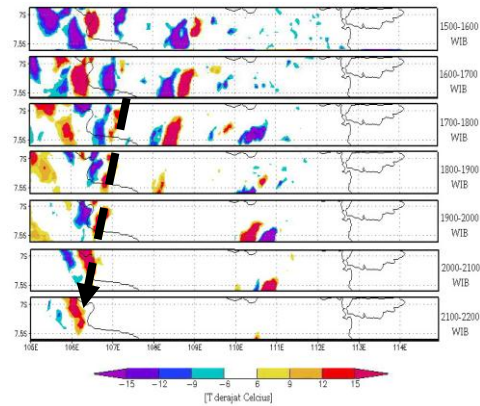 7S
7.5S
1500-1600
WIB
7S
7.5S
1600-1700
WIB
7S
7.5S
1700-1800
WIB
7S
7.5S
1800-1900
WIB
7S
7.5S
1900-2000
WIB
7S
7.5S
2000-2100
WIB
7S
7.5S
2100-2200
WIB
105E 106E 107E 108E 109E 110E 111E 112E 113E 114E
-15 -12 -9 -6 6 9 12 15
[T derajat Celcius]